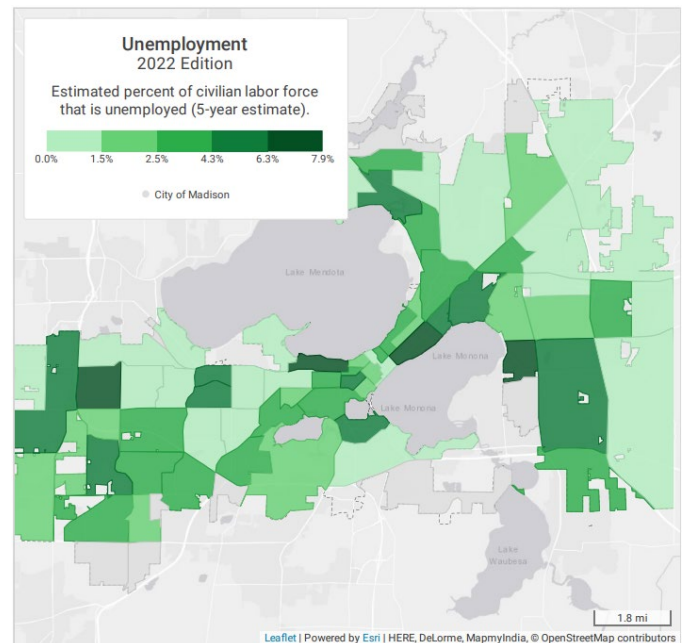 Unemployment
2022 Edition
Estimated percent of civilian labor force
that is unemployed (5-year estimate).
0.0% 1.5% 2.5% 4.3% 6.3% 7.9%
City of Madison
Lake Mendota
Lake Monona
Lake Monona
Lake
Waubesa
1.8 mi
Leaflet | Powered by Esri | HERE, DeLorme, MapmyIndia, © OpenStreetMap contributors